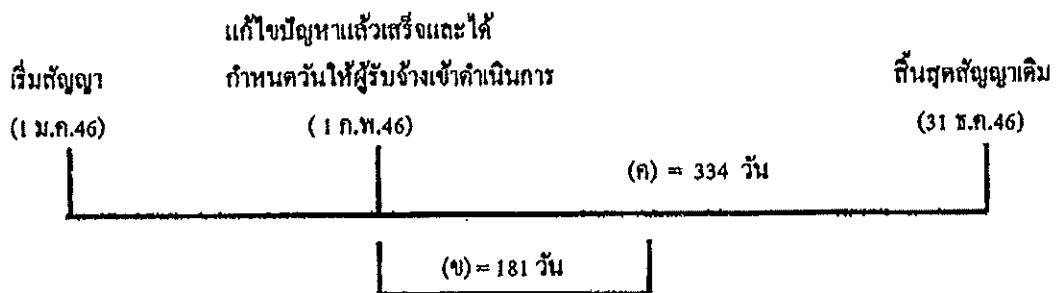 แก้ไขปัญหาแล้วเสร็จและได้
เริ่มสัญญา กำหนดวันให้ผู้รับจ้างเข้าดำเนินการ สิ้นสุดสัญญาเดิม
(1 ม.ค.46) ( 1 ก.พ.46) (31 ธ.ค.46)
(ค) = 334 วัน
(ข) = 181 วัน